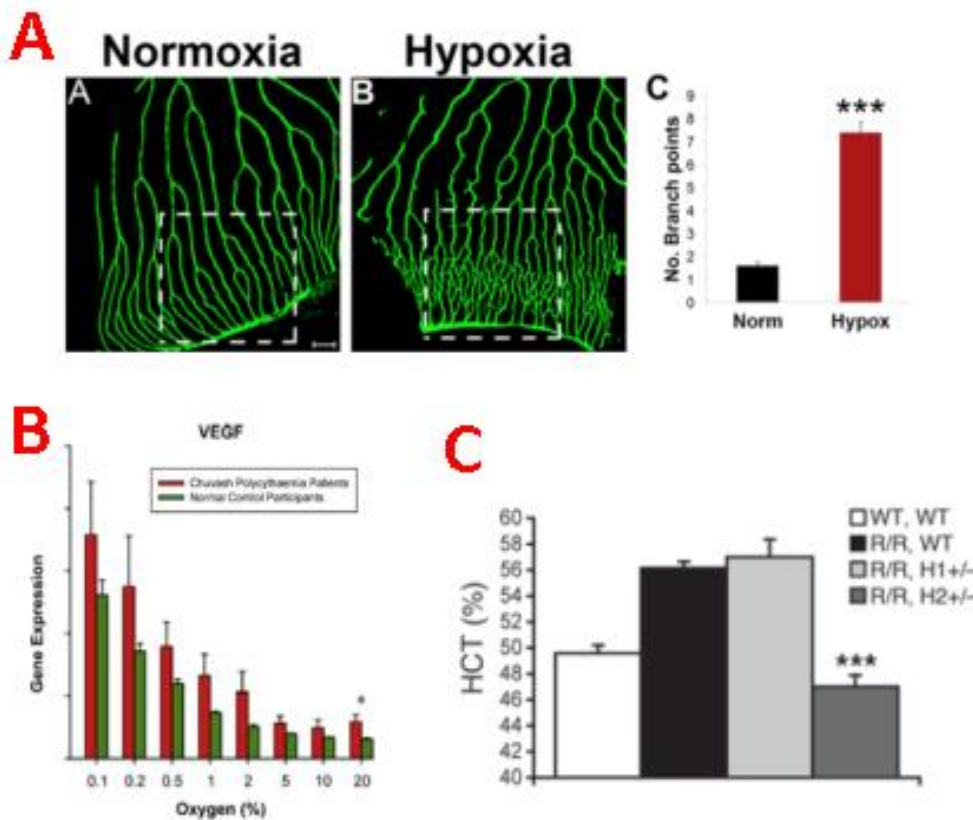 A
Normoxia Hypoxia
A
B
C
No. Branch points
9
8
7
6
5
4
3
2
1
0
***
Norm Hypox
B
VEGF
Chuvash Polycythaemia Patients
Normal Control Participants
Gene Expression
*
0.1 0.2 0.5 1 2 5 10 20
Oxygen (%)
C
HCT (%)
60
58
56
54
52
50
48
46
44
42
40
***
WT, WT
R/R, WT
R/R, H1+/-
R/R, H2+/-